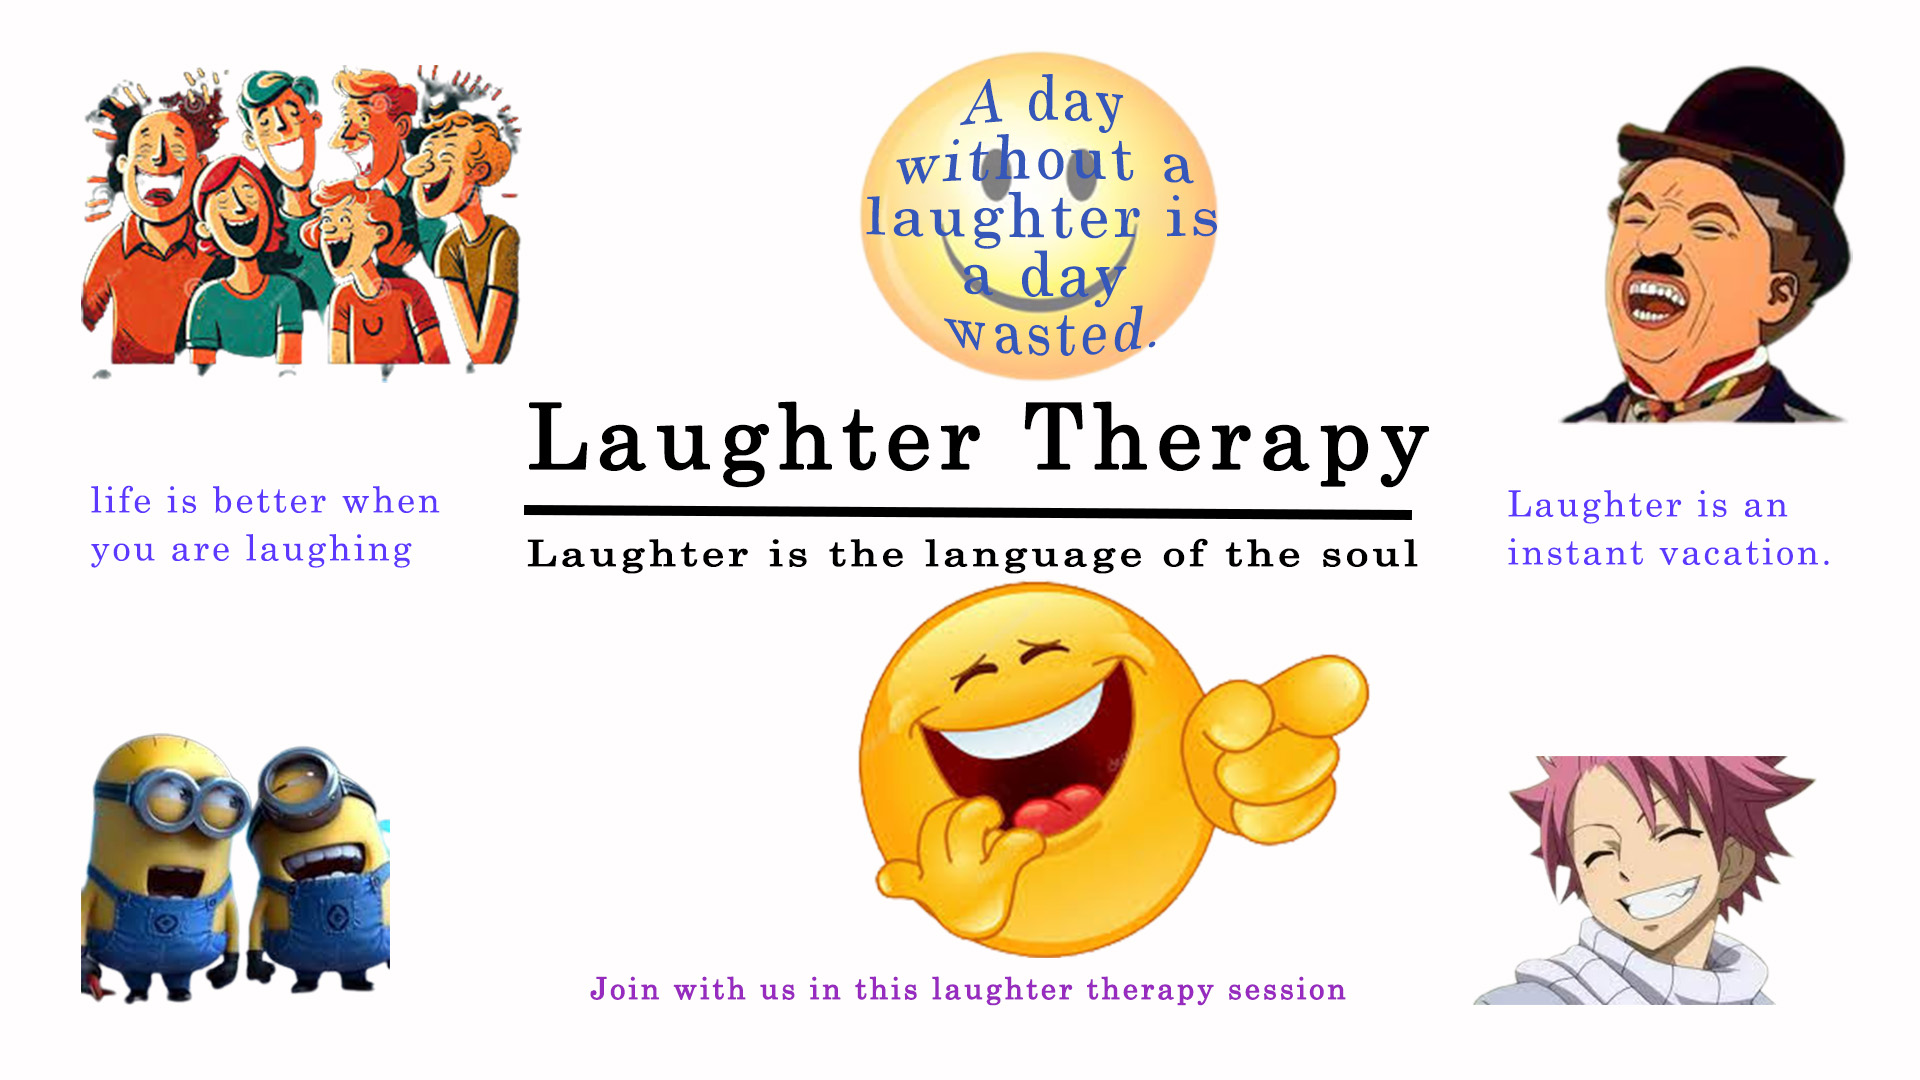 A day
without a
laughter is
a day
wasted.
Laughter Therapy
life is better when
you are laughing
Laughter is the language of the soul
Laughter is an
instant vacation.
Join with us in this laughter therapy session